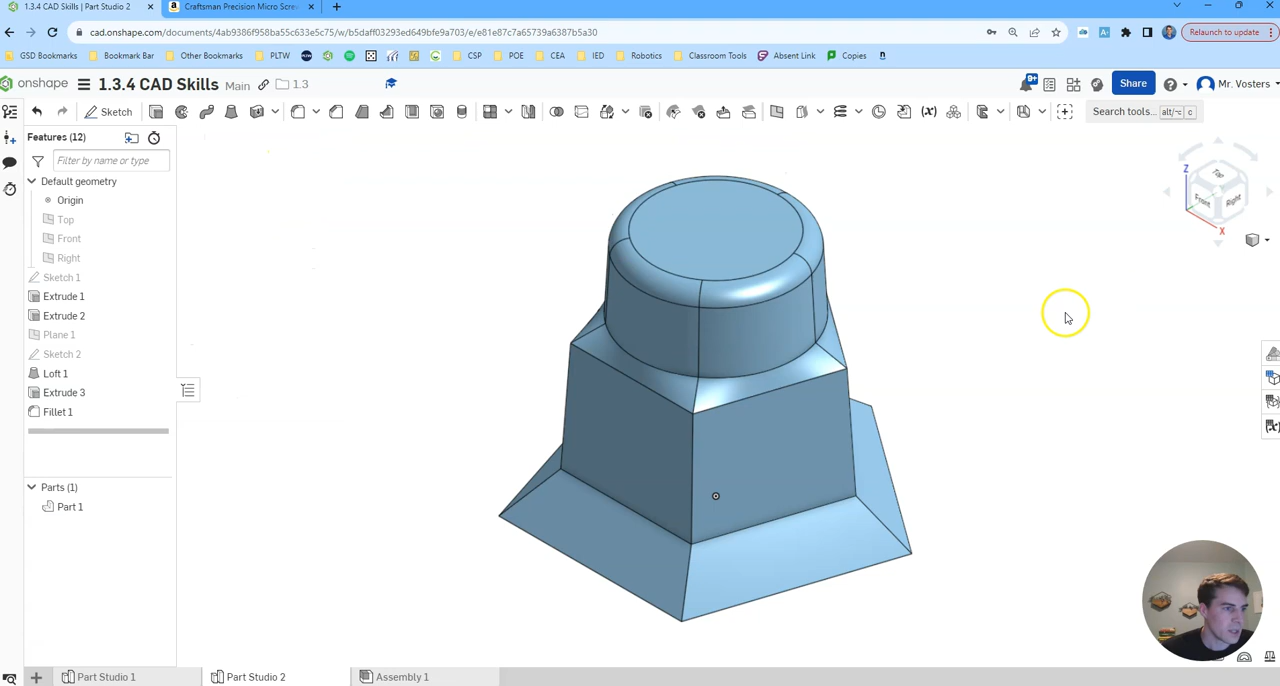 1.3.4 CAD Skills | Part Studio 2
Craftsman Precision Micro Scre
cad.onshape.com/documents/4ab9386f958ba55c633e5c75/w/b5daff03293ed649bfe9a703/e/e81e87c7a65739a6387b5a30
Relaunch to update
GSD Bookmarks
Bookmar Bar
Other Bookmarks
PLTW
CSP
POE
CEA
IED
Robotics
Classroom Tools
Absent Link
Copies
onshape
1.3.4 CAD Skills
Main
1.3
9+
Share
Mr. Vosters
Sketch
Search tools...
alt/⌥
c
Features (12)
Filter by name or type
Default geometry
Origin
Top
Front
Right
Sketch 1
Extrude 1
Extrude 2
Plane 1
Sketch 2
Loft 1
Extrude 3
Fillet 1
Parts (1)
Part 1
Z
Top
Front
Right
X
Part Studio 1
Part Studio 2
Assembly 1